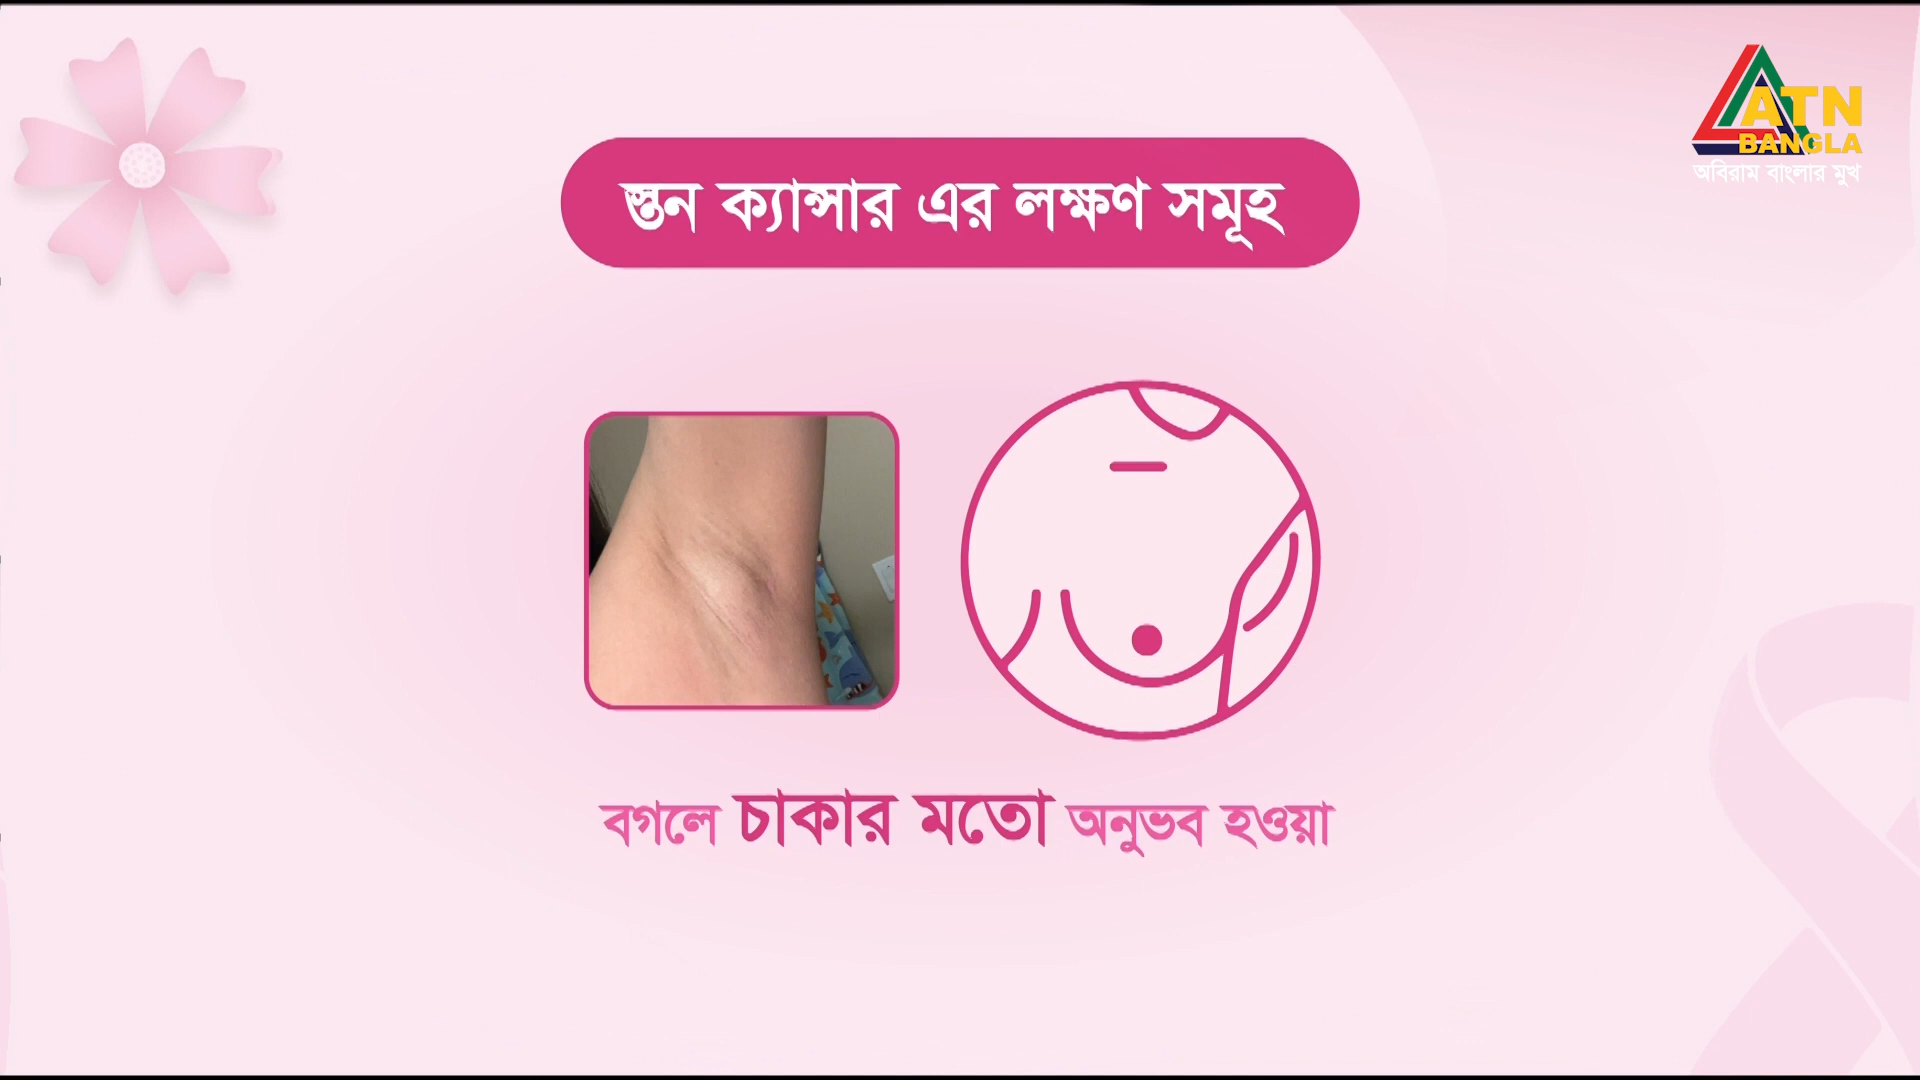 ATN
BANGLA
অবিরাম বাংলার মুখ
স্তন ক্যান্সার এর লক্ষণ সমূহ
বগলে চাকার মতো অনুভব হওয়া